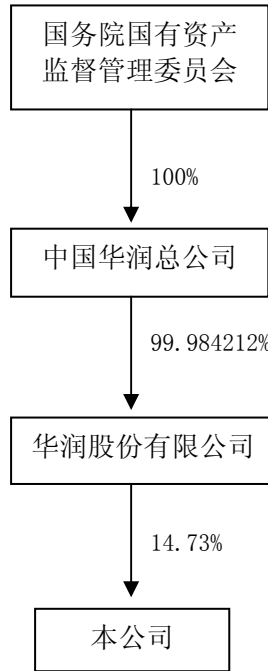 国务院国有资产
监督管理委员会
100%
中国华润总公司
99.984212%
华润股份有限公司
14.73%
本公司